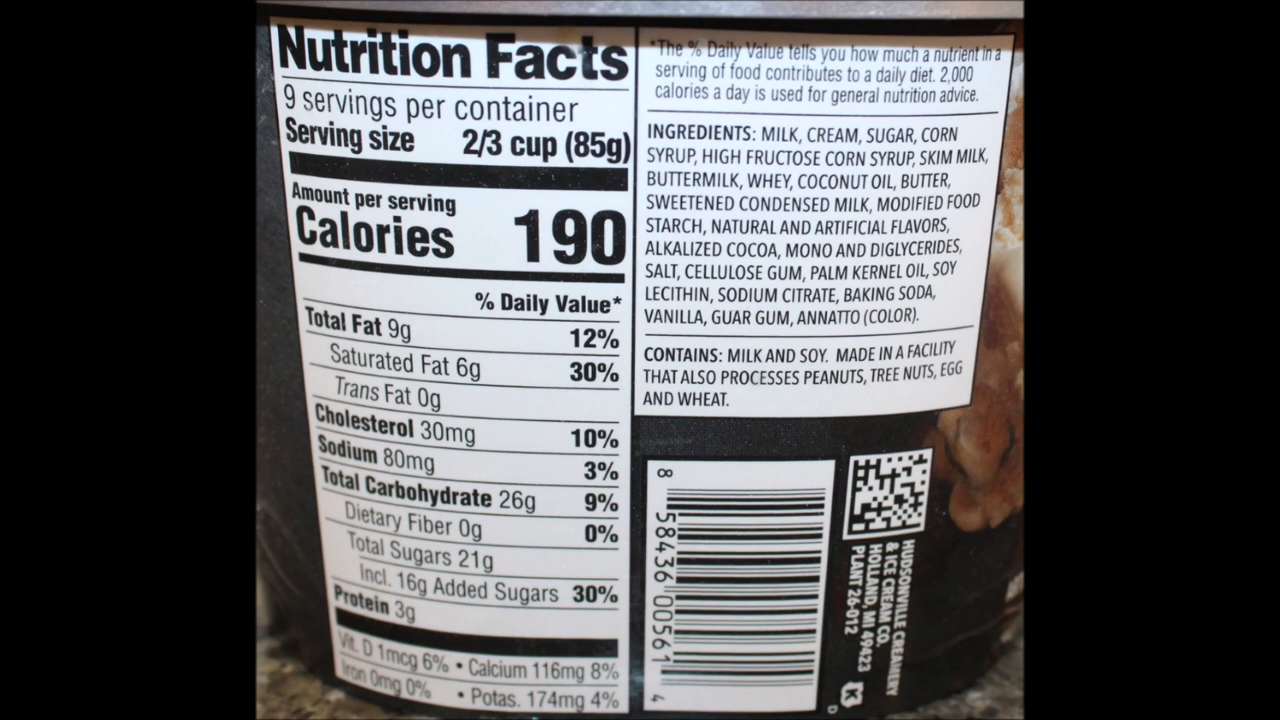 Nutrition Facts
9 servings per container
Serving size 2/3 cup (85g)
Amount per serving
Calories 190
% Daily Value*
Total Fat 9g 12%
Saturated Fat 6g 30%
Trans Fat 0g
Cholesterol 30mg 10%
Sodium 80mg 3%
Total Carbohydrate 26g 9%
Dietary Fiber 0g 0%
Total Sugars 21g
Incl. 16g Added Sugars 30%
Protein 3g
Vit. D 1mcg 6% • Calcium 116mg 8%
Iron 0mg 0% • Potas. 174mg 4%
*The % Daily Value tells you how much a nutrient in a
serving of food contributes to a daily diet. 2,000
calories a day is used for general nutrition advice.
INGREDIENTS: MILK, CREAM, SUGAR, CORN
SYRUP, HIGH FRUCTOSE CORN SYRUP, SKIM MILK,
BUTTERMILK, WHEY, COCONUT OIL, BUTTER,
SWEETENED CONDENSED MILK, MODIFIED FOOD
STARCH, NATURAL AND ARTIFICIAL FLAVORS,
ALKALIZED COCOA, MONO AND DIGLYCERIDES,
SALT, CELLULOSE GUM, PALM KERNEL OIL, SOY
LECITHIN, SODIUM CITRATE, BAKING SODA,
VANILLA, GUAR GUM, ANNATTO (COLOR).
CONTAINS: MILK AND SOY. MADE IN A FACILITY
THAT ALSO PROCESSES PEANUTS, TREE NUTS, EGG
AND WHEAT.
8 58436 00561 4
HUDSONVILLE CREAMERY
& ICE CREAM CO.
HOLLAND, MI 49423
PLANT 26-012
K
D